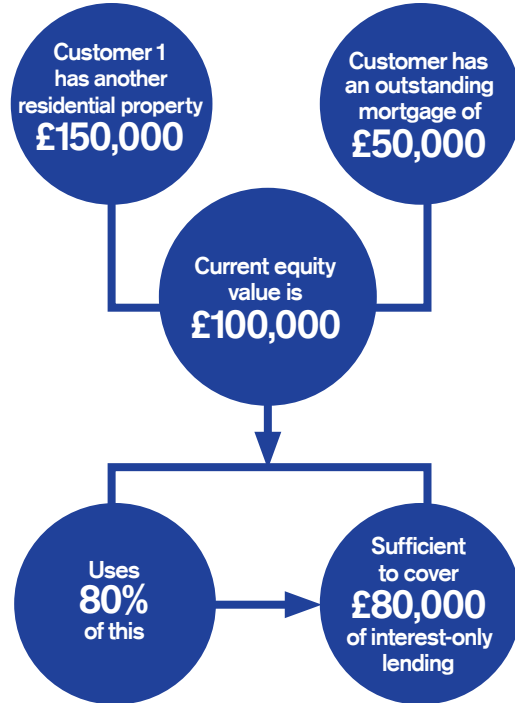 Customer 1
has another
residential property
£150,000
Customer has
an outstanding
mortgage of
£50,000
Current equity
value is
£100,000
Uses
80%
of this
Sufficient
to cover
£80,000
of interest-only
lending